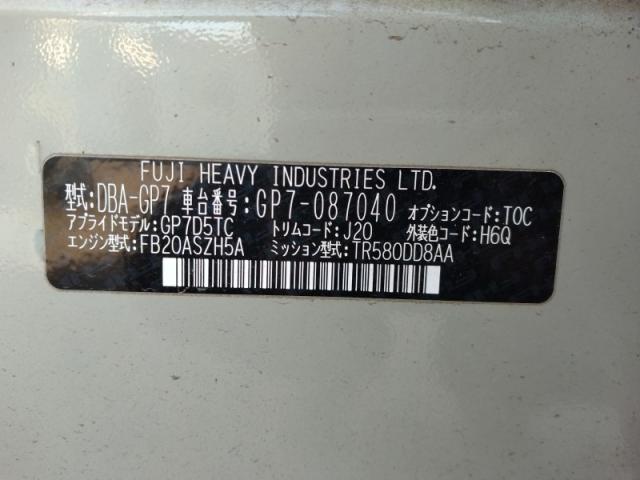 FUJI HEAVY INDUSTRIES LTD.
型式:DBA-GP7 車台番号:GP7-087040 オプションコード:TOC
アプライドモデル:GP7D5TC トリムコード:J20 外装色コード:H6Q
エンジン型式:FB20ASZH5A ミッション型式:TR580DD8AA